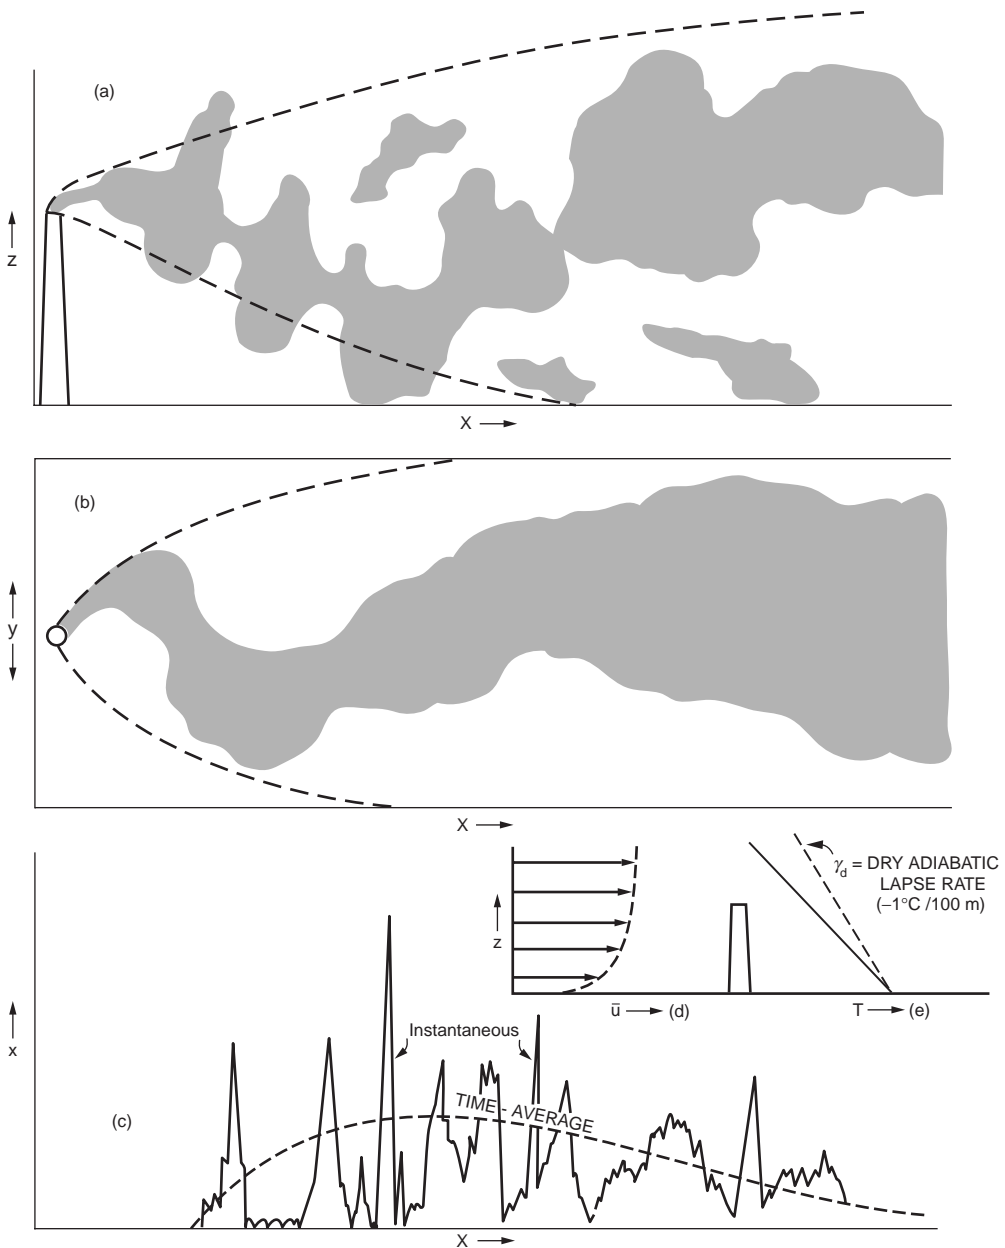 (a)
z
X
(b)
y
X
γd = DRY ADIABATIC
LAPSE RATE
(–1°C /100 m)
z
ū
(d)
T
(e)
x
Instantaneous
TIME - AVERAGE
(c)
X